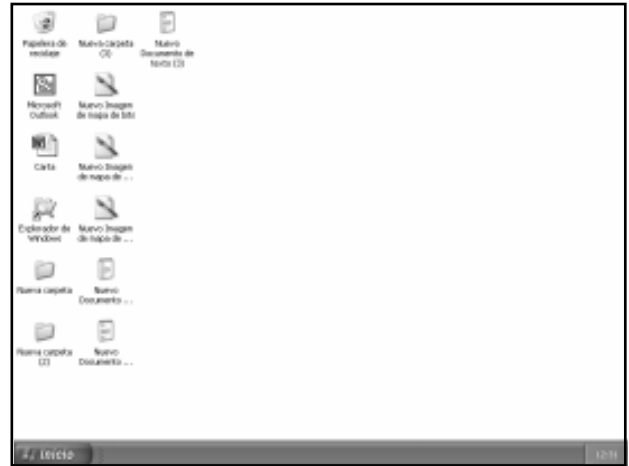 Papelera de
reciclaje
Nueva carpeta
(3)
Nuevo
Documento de
texto (3)
Microsoft
Outlook
Nuevo Imagen
de mapa de bits
Carta
Nuevo Imagen
de mapa de ...
Explorador de
Windows
Nuevo Imagen
de mapa de ...
Nueva carpeta
Nuevo
Documento ...
Nueva carpeta
(2)
Nuevo
Documento ...
Inicio